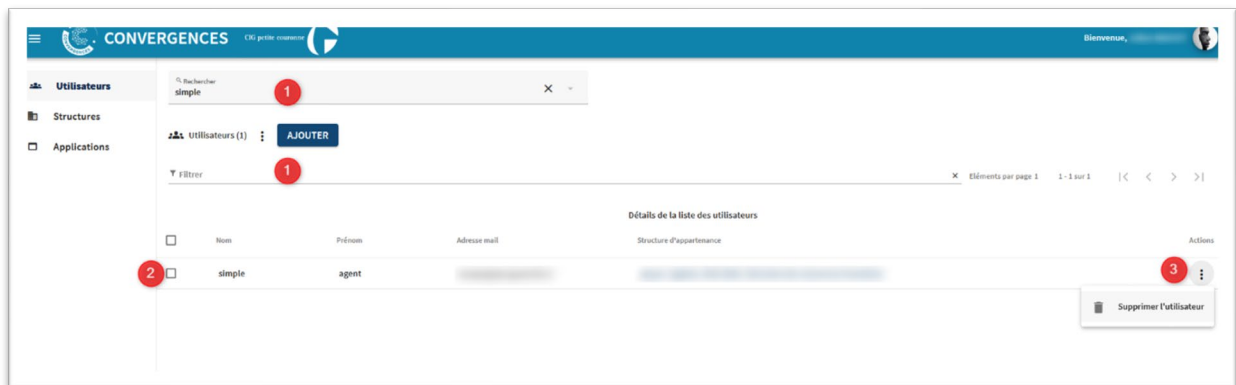 CONVERGENCES CIG petite couronne
Bienvenue,
Utilisateurs
Structures
Applications
Rechercher
simple
1
Utilisateurs (1)
AJOUTER
Filtrer
1
Eléments par page 1
1 - 1 sur 1
Détails de la liste des utilisateurs
Nom Prénom Adresse mail Structure d'appartenance Actions
2 simple agent 3
Supprimer l'utilisateur